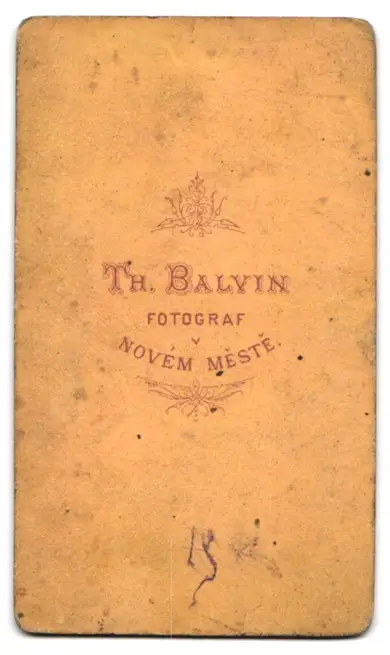 TH. BALVIN
FOTOGRAF
V
NOVÉM MĚSTĚ.